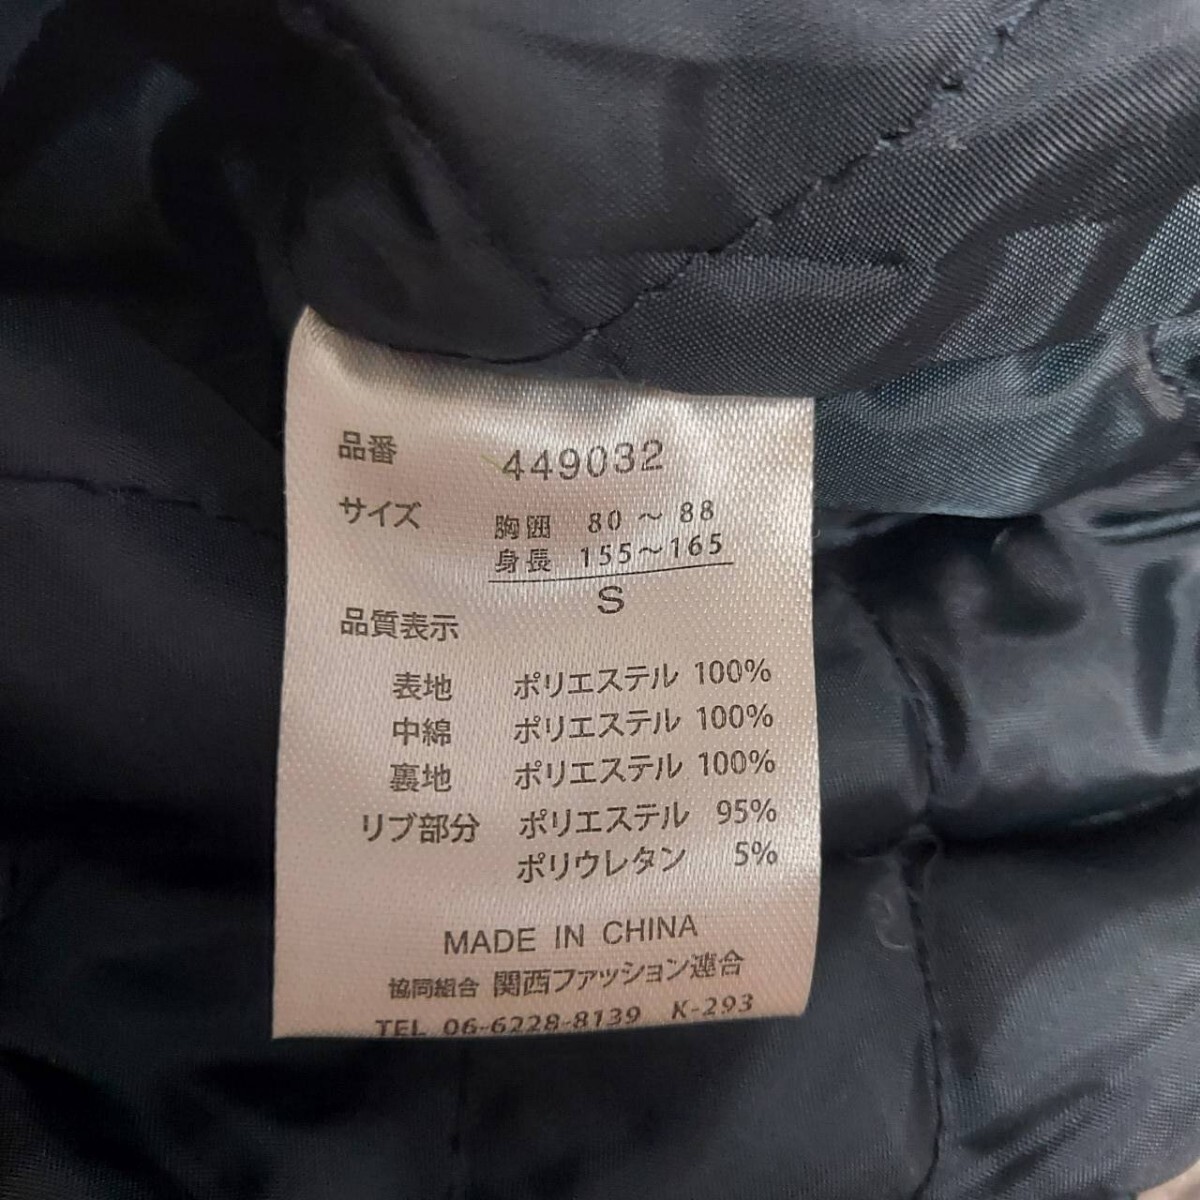 品番 449032
サイズ 胸囲 80～88
身長 155～165
S
品質表示
表地 ポリエステル 100%
中綿 ポリエステル 100%
裏地 ポリエステル 100%
リブ部分 ポリエステル 95%
ポリウレタン 5%
MADE IN CHINA
協同組合 関西ファッション連合
TEL 06-6228-8139 K-293